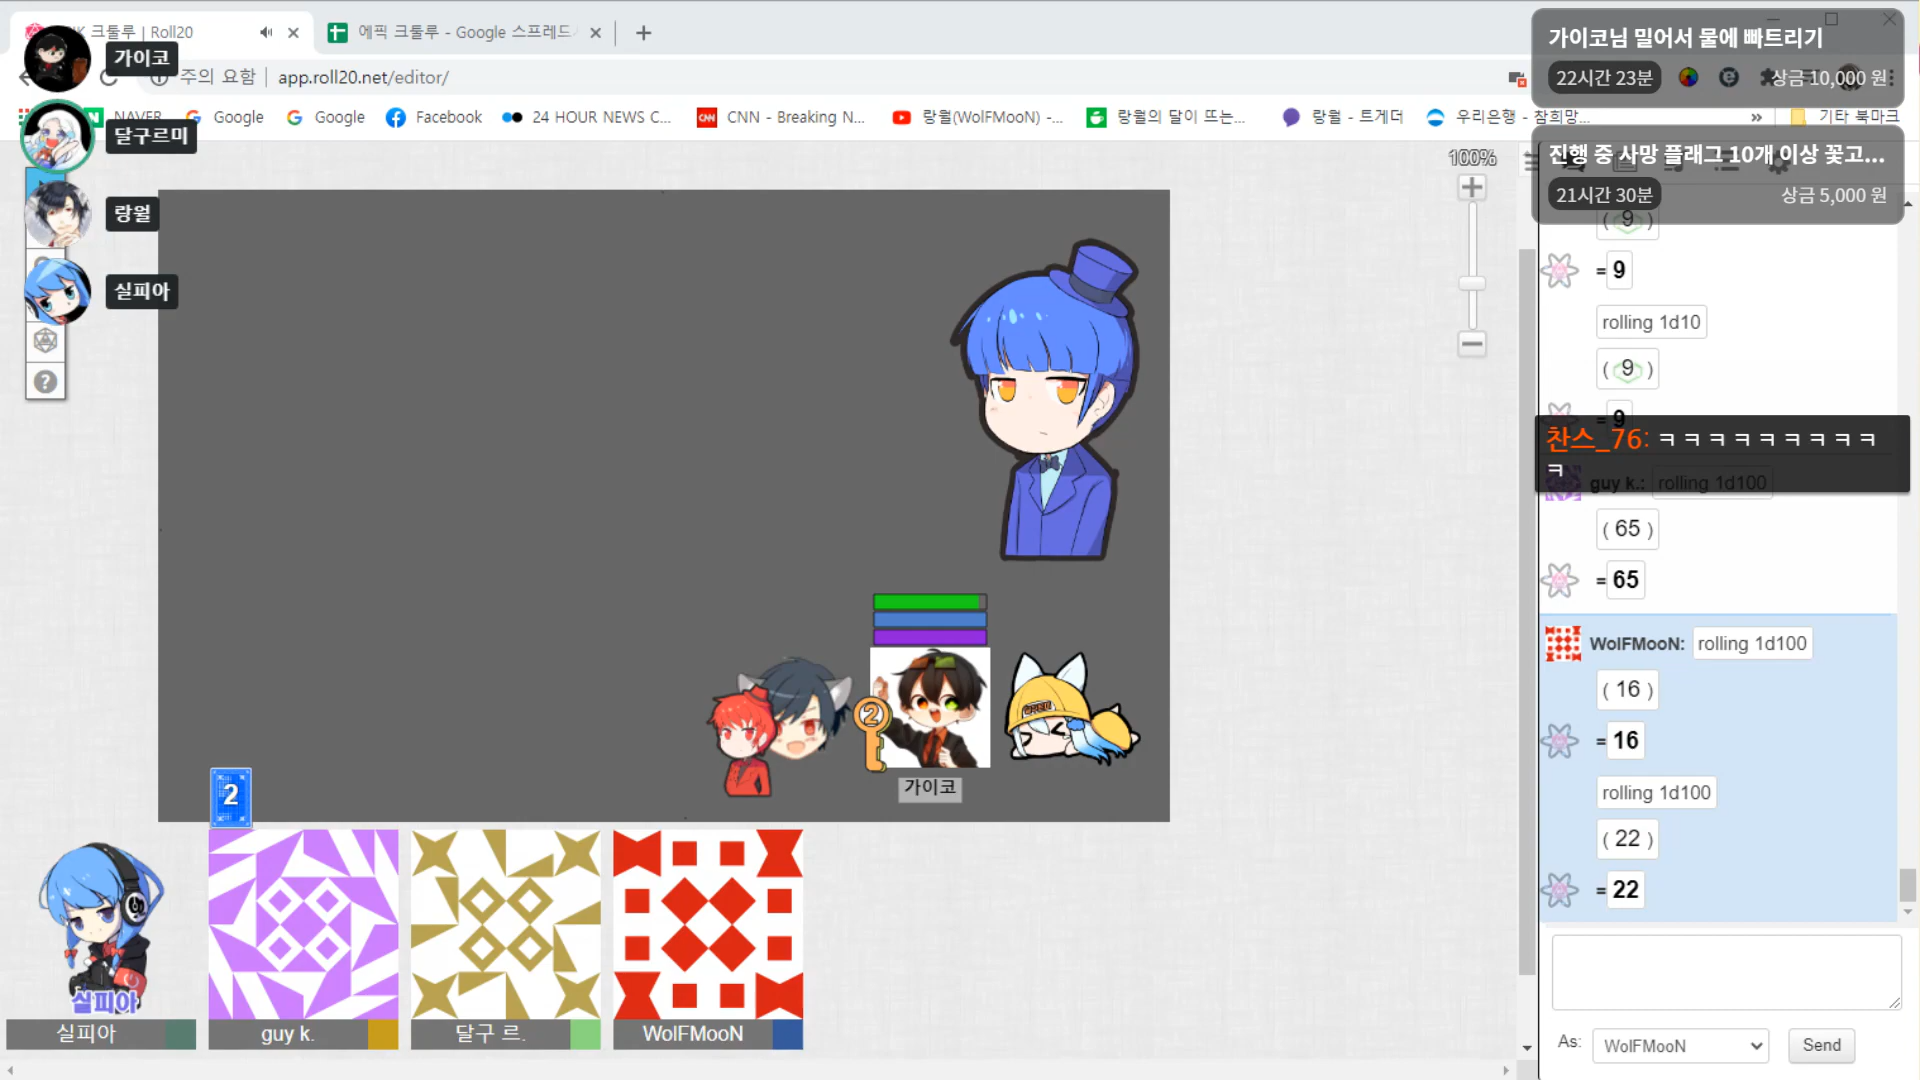 크툴루 | Roll20
에픽 크툴루 - Google 스프레드
가이코
주의 요함
app.roll20.net/editor/
NAVER
Google
Google
Facebook
24 HOUR NEWS C...
CNN - Breaking N...
랑월(WolFMooN) -...
랑월의 달이 뜨는...
랑월 - 트게더
우리은행 - 참희망...
»
기타 북마크
가이코님 밀어서 물에 빠트리기
22시간 23분
상금 10,000 원
진행 중 사망 플래그 10개 이상 꽃고...
21시간 30분
상금 5,000 원
달구르미
랑월
실피아
100%
( 9 )
= 9
rolling 1d10
( 9 )
= 9
찬스_76: ㅋㅋㅋㅋㅋㅋㅋㅋㅋ
ㅋ
guy k.: rolling 1d100
( 65 )
= 65
WolFMooN: rolling 1d100
( 16 )
= 16
rolling 1d100
( 22 )
= 22
2
가이코
2
실피아
실피아
guy k.
달구 르.
WolFMooN
As:
WolFMooN
Send